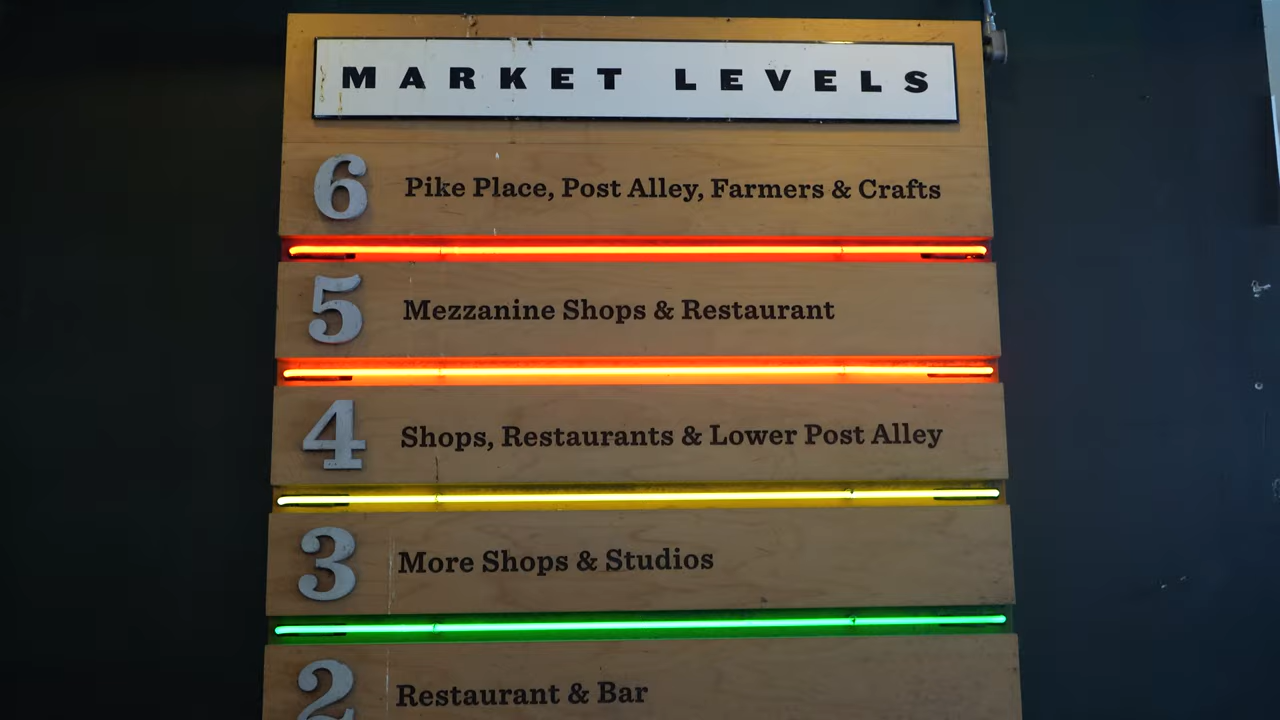 MARKET LEVELS
6 Pike Place, Post Alley, Farmers & Crafts
5 Mezzanine Shops & Restaurant
4 Shops, Restaurants & Lower Post Alley
3 More Shops & Studios
2 Restaurant & Bar